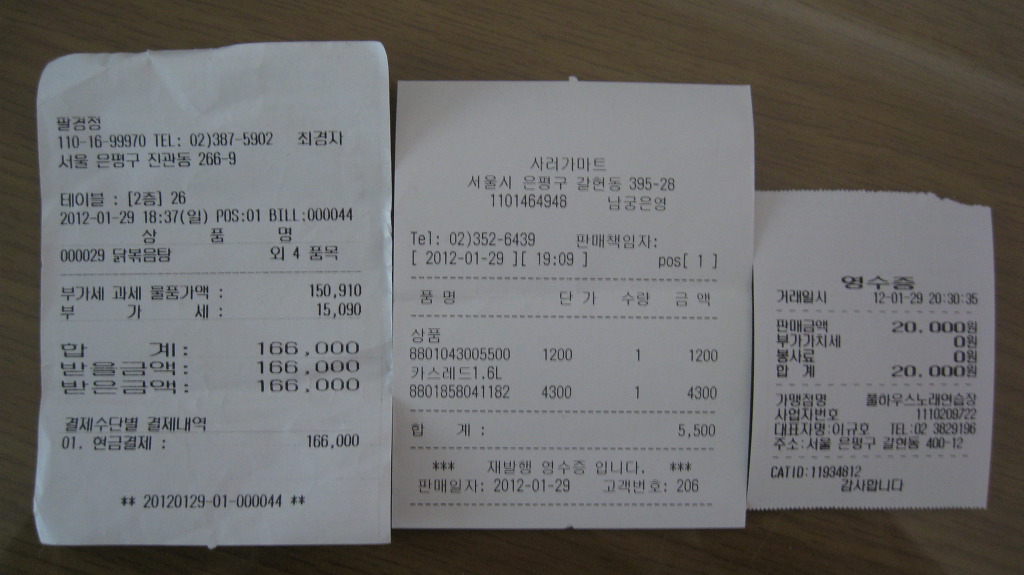 팔경정
110-16-99970 TEL: 02)387-5902 최경자
서울 은평구 진관동 266-9
테이블 : [2층] 26
2012-01-29 18:37(일) POS:01 BILL:000044
상 품 명
000029 닭볶음탕 외 4 품목
부가세 과세 물품가액 : 150,910
부 가 세 : 15,090
합 계: 166,000
받을금액: 166,000
받은금액: 166,000
결제수단별 결제내역
01. 현금결제 : 166,000
** 20120129-01-000044 **
사러가마트
서울시 은평구 갈현동 395-28
1101464948 남궁은영
Tel: 02)352-6439 판매책임자:
[ 2012-01-29 ][ 19:09 ] pos[ 1 ]
품 명 단 가 수량 금 액
상품
8801043005500 1200 1 1200
카스레드1.6L
8801858041182 4300 1 4300
합 계 : 5,500
*** 재발행 영수증 입니다. ***
판매일자: 2012-01-29 고객번호: 206
영수증
거래일시 12-01-29 20:30:35
판매금액 20,000원
부가가치세 0원
봉사료 0원
합 계 20,000원
가맹점명 풀하우스노래연습장
사업자번호 1110209722
대표자명:이규호 TEL:02 3829196
주소:서울 은평구 갈현동 400-12
CATID:11934812
감사합니다